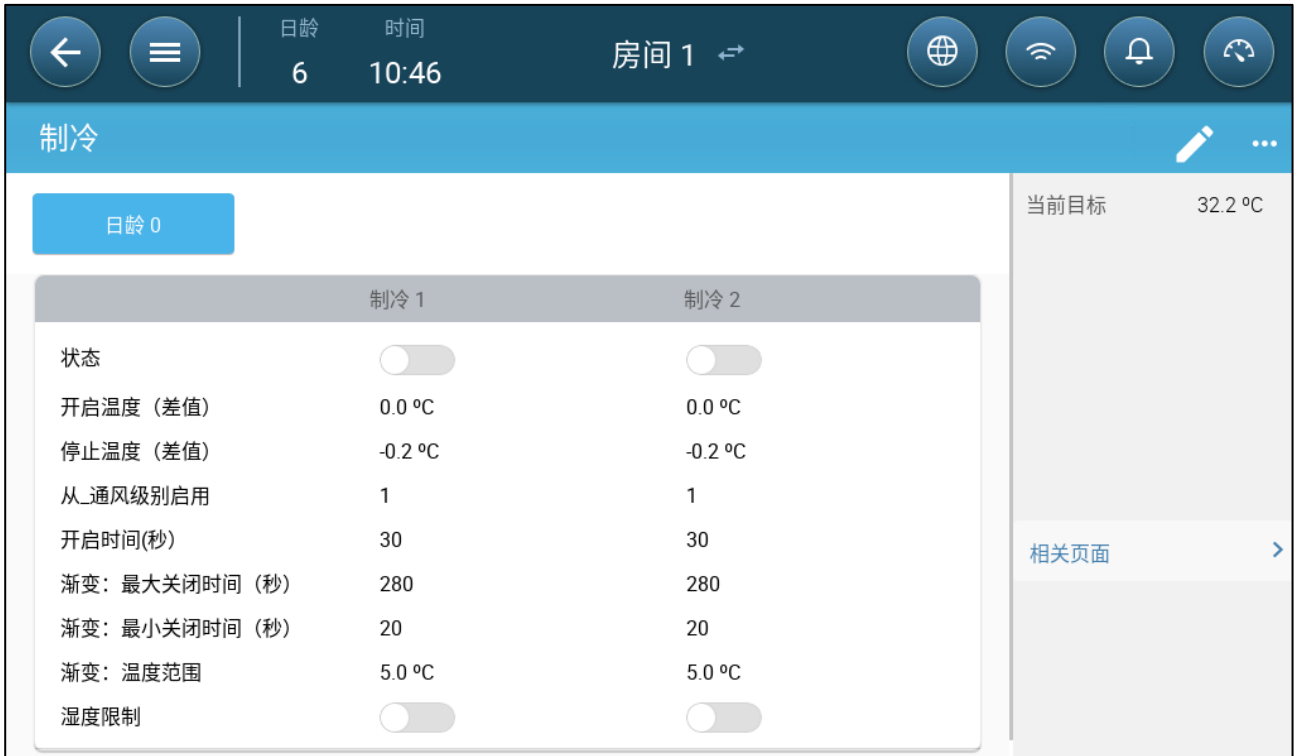 日龄 时间
6 10:46 房间 1
制冷
日龄 0
当前目标 32.2 ºC
制冷 1 制冷 2
状态
开启温度（差值） 0.0 ºC 0.0 ºC
停止温度（差值） -0.2 ºC -0.2 ºC
从_通风级别启用 1 1
开启时间(秒） 30 30
相关页面
渐变：最大关闭时间（秒） 280 280
渐变：最小关闭时间（秒） 20 20
渐变：温度范围 5.0 ºC 5.0 ºC
湿度限制